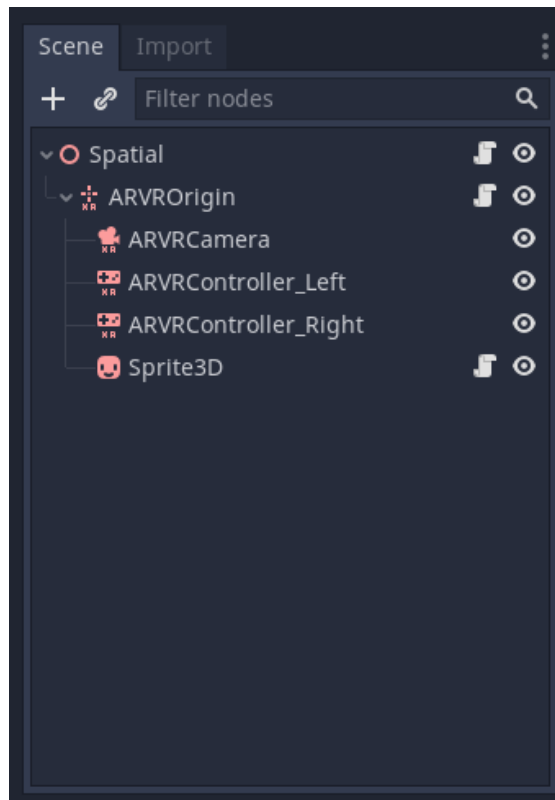 Scene Import
Filter nodes
Spatial
ARVROrigin
ARVRCamera
ARVRController_Left
ARVRController_Right
Sprite3D